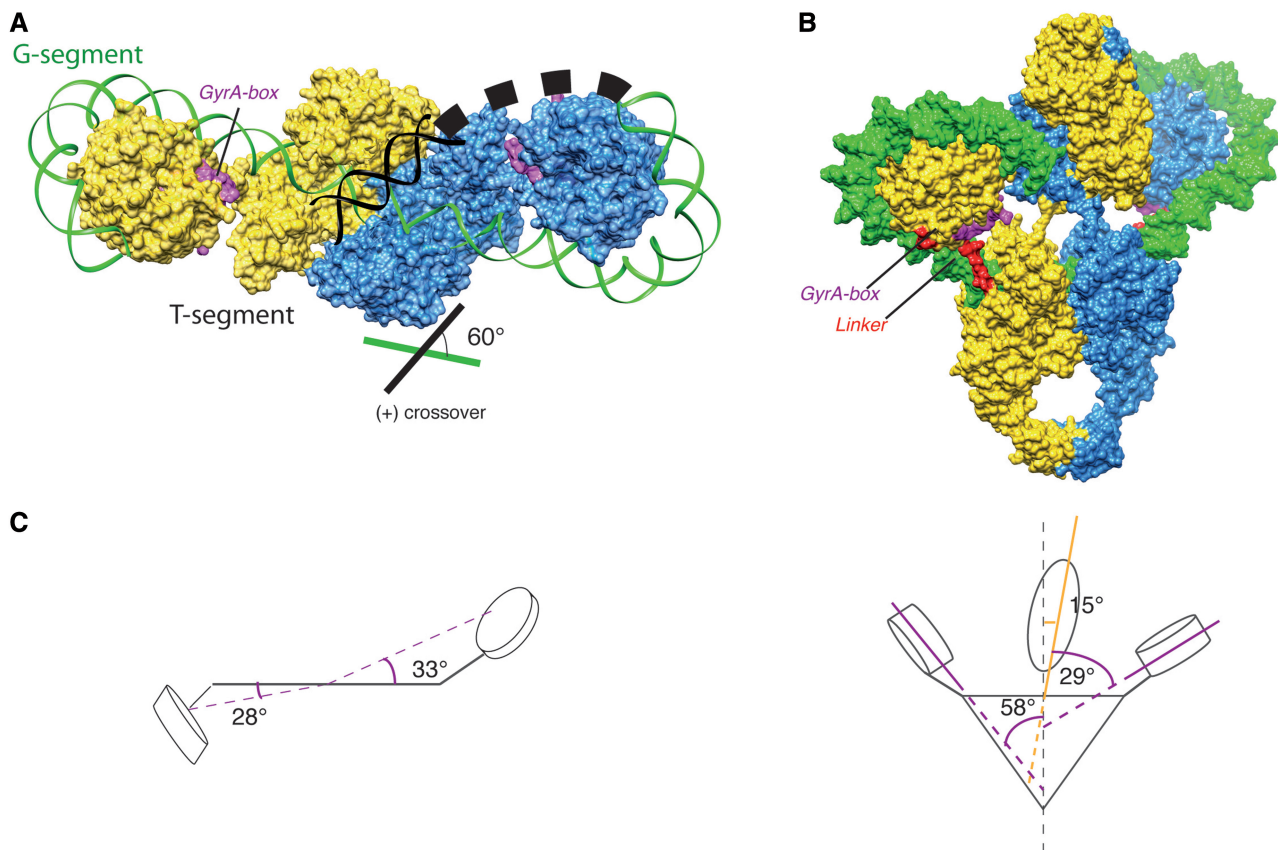 A
G-segment
GyrA-box
T-segment
60°
(+) crossover
B
GyrA-box
Linker
C
33°
28°
15°
29°
58°